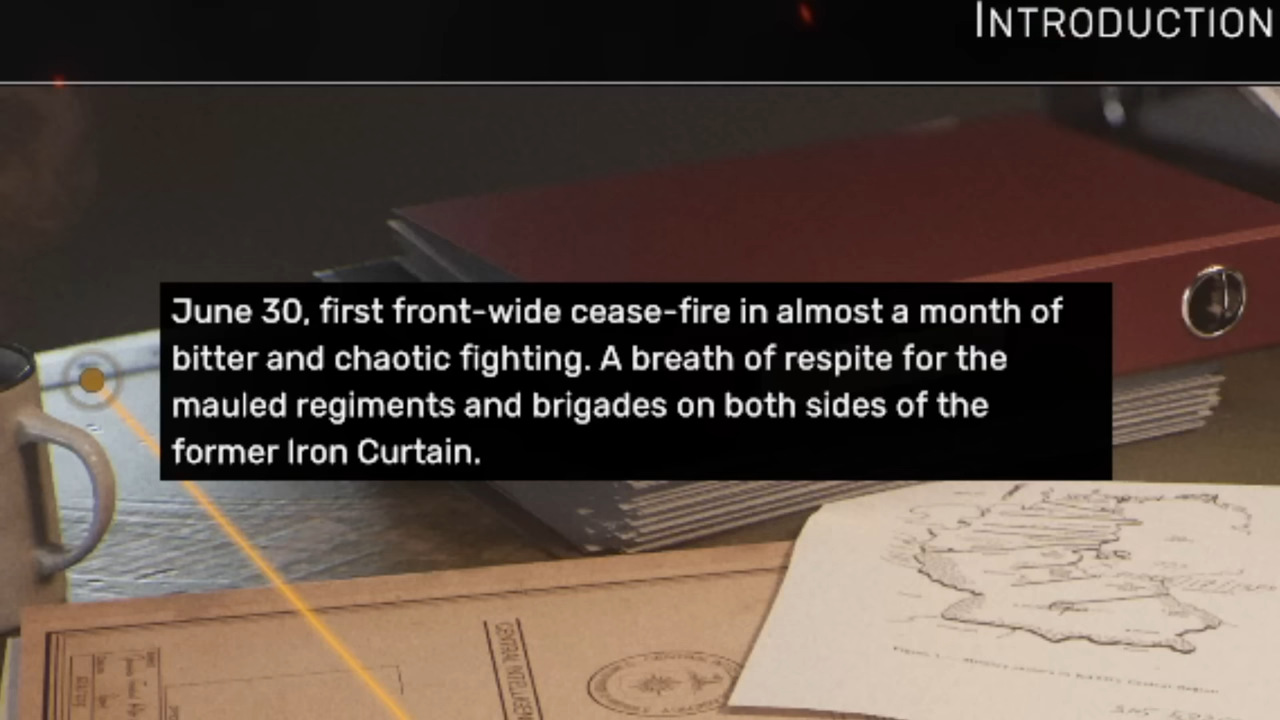 INTRODUCTION
June 30, first front-wide cease-fire in almost a month of
bitter and chaotic fighting. A breath of respite for the
mauled regiments and brigades on both sides of the
former Iron Curtain.
CENTRAL